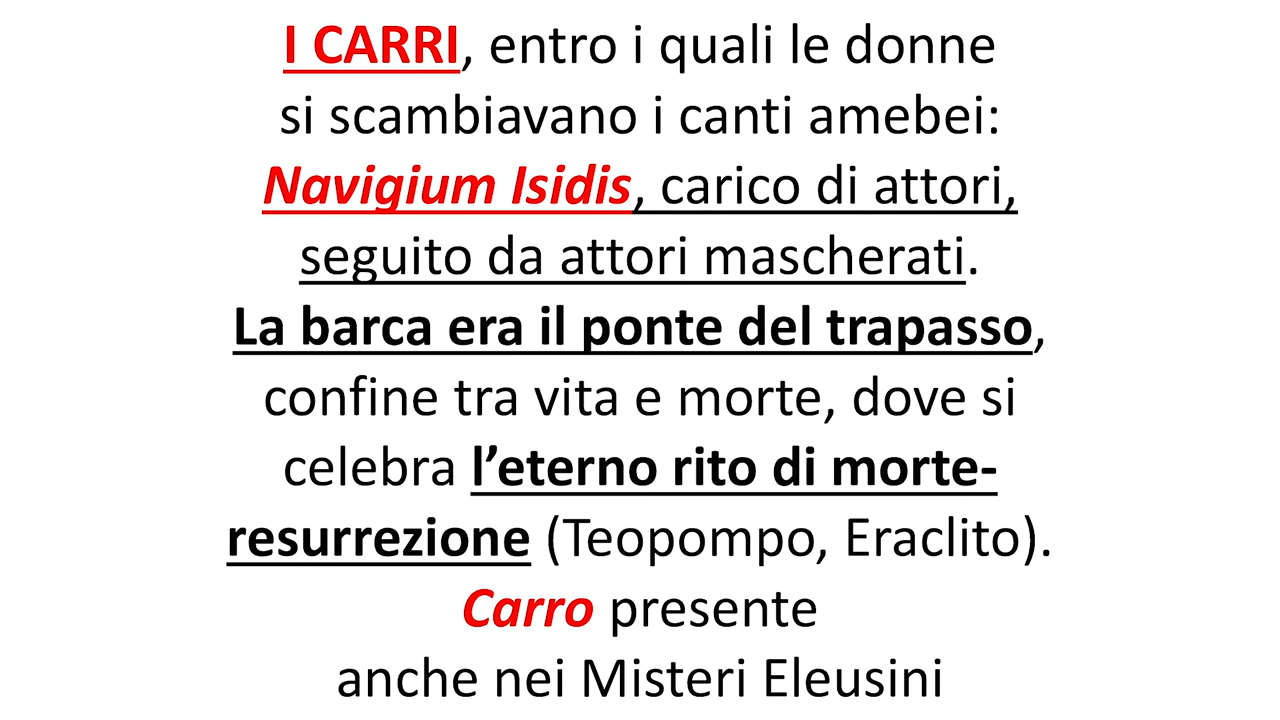 I CARRI, entro i quali le donne
si scambiavano i canti amebei:
Navigium Isidis, carico di attori,
seguito da attori mascherati.
La barca era il ponte del trapasso,
confine tra vita e morte, dove si
celebra l’eterno rito di morte-
resurrezione (Teopompo, Eraclito).
Carro presente
anche nei Misteri Eleusini